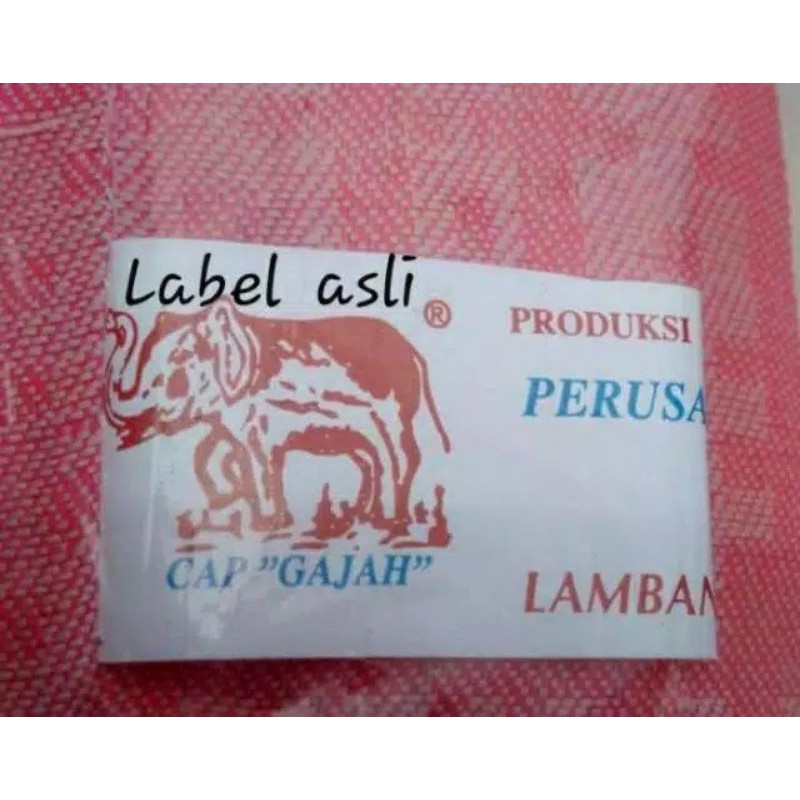 Label asli
®
PRODUKSI
PERUSA
CAP "GAJAH"
LAMBAN